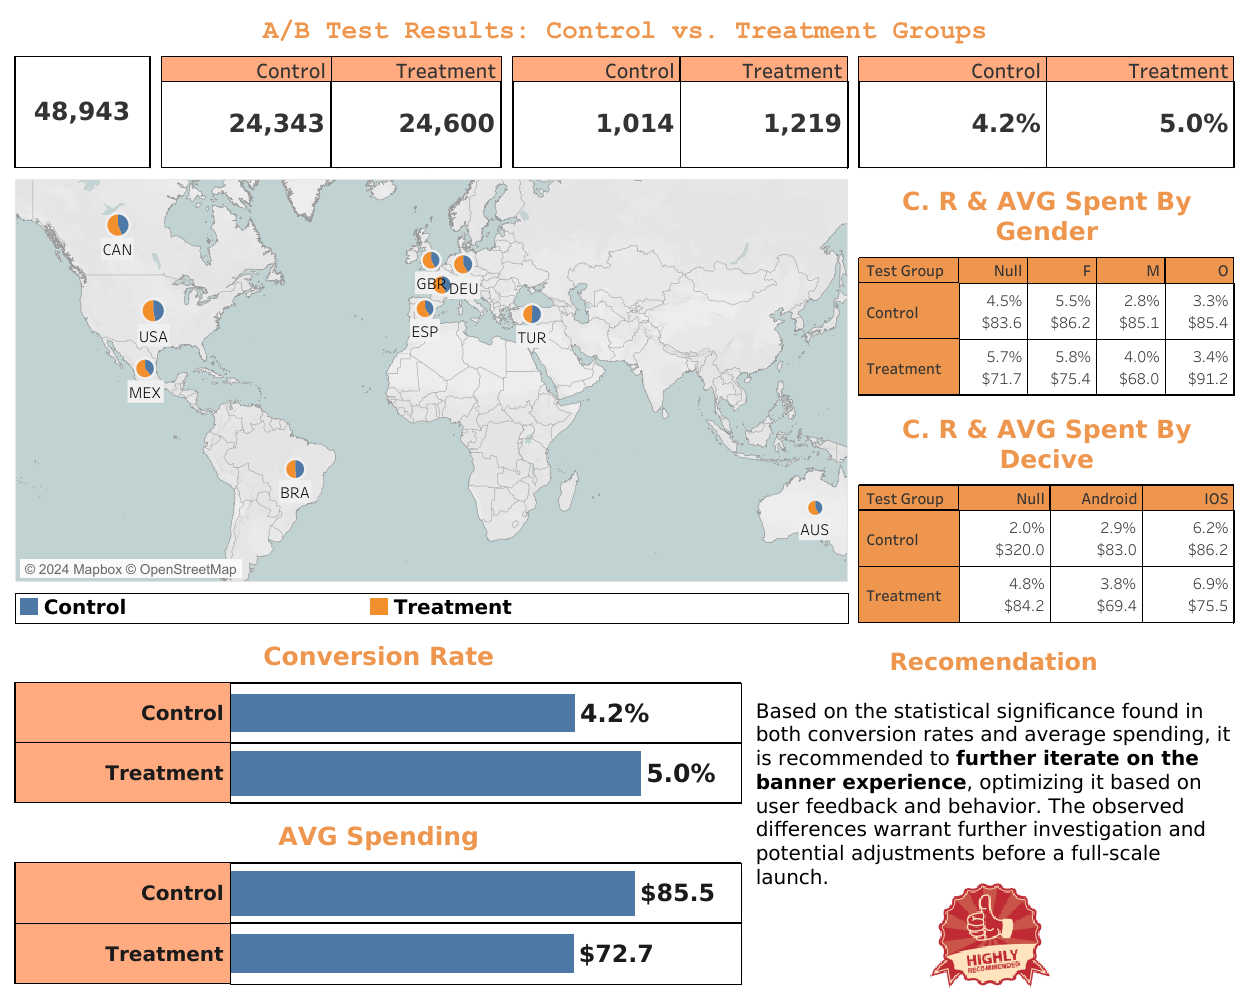 A/B Test Results: Control vs. Treatment Groups
48,943
Control Treatment
24,343 24,600
Control Treatment
1,014 1,219
Control Treatment
4.2% 5.0%
CAN
USA
MEX
BRA
GBR
DEU
ESP
TUR
AUS
© 2024 Mapbox © OpenStreetMap
Control Treatment
C. R & AVG Spent By
Gender
Test Group Null F M O
Control 4.5% 5.5% 2.8% 3.3%
$83.6 $86.2 $85.1 $85.4
Treatment 5.7% 5.8% 4.0% 3.4%
$71.7 $75.4 $68.0 $91.2
C. R & AVG Spent By
Decive
Test Group Null Android IOS
Control 2.0% 2.9% 6.2%
$320.0 $83.0 $86.2
Treatment 4.8% 3.8% 6.9%
$84.2 $69.4 $75.5
Conversion Rate
Control 4.2%
Treatment 5.0%
AVG Spending
Control $85.5
Treatment $72.7
Recomendation
Based on the statistical significance found in
both conversion rates and average spending, it
is recommended to further iterate on the
banner experience, optimizing it based on
user feedback and behavior. The observed
differences warrant further investigation and
potential adjustments before a full-scale
launch.
HIGHLY
RECOMMENDED